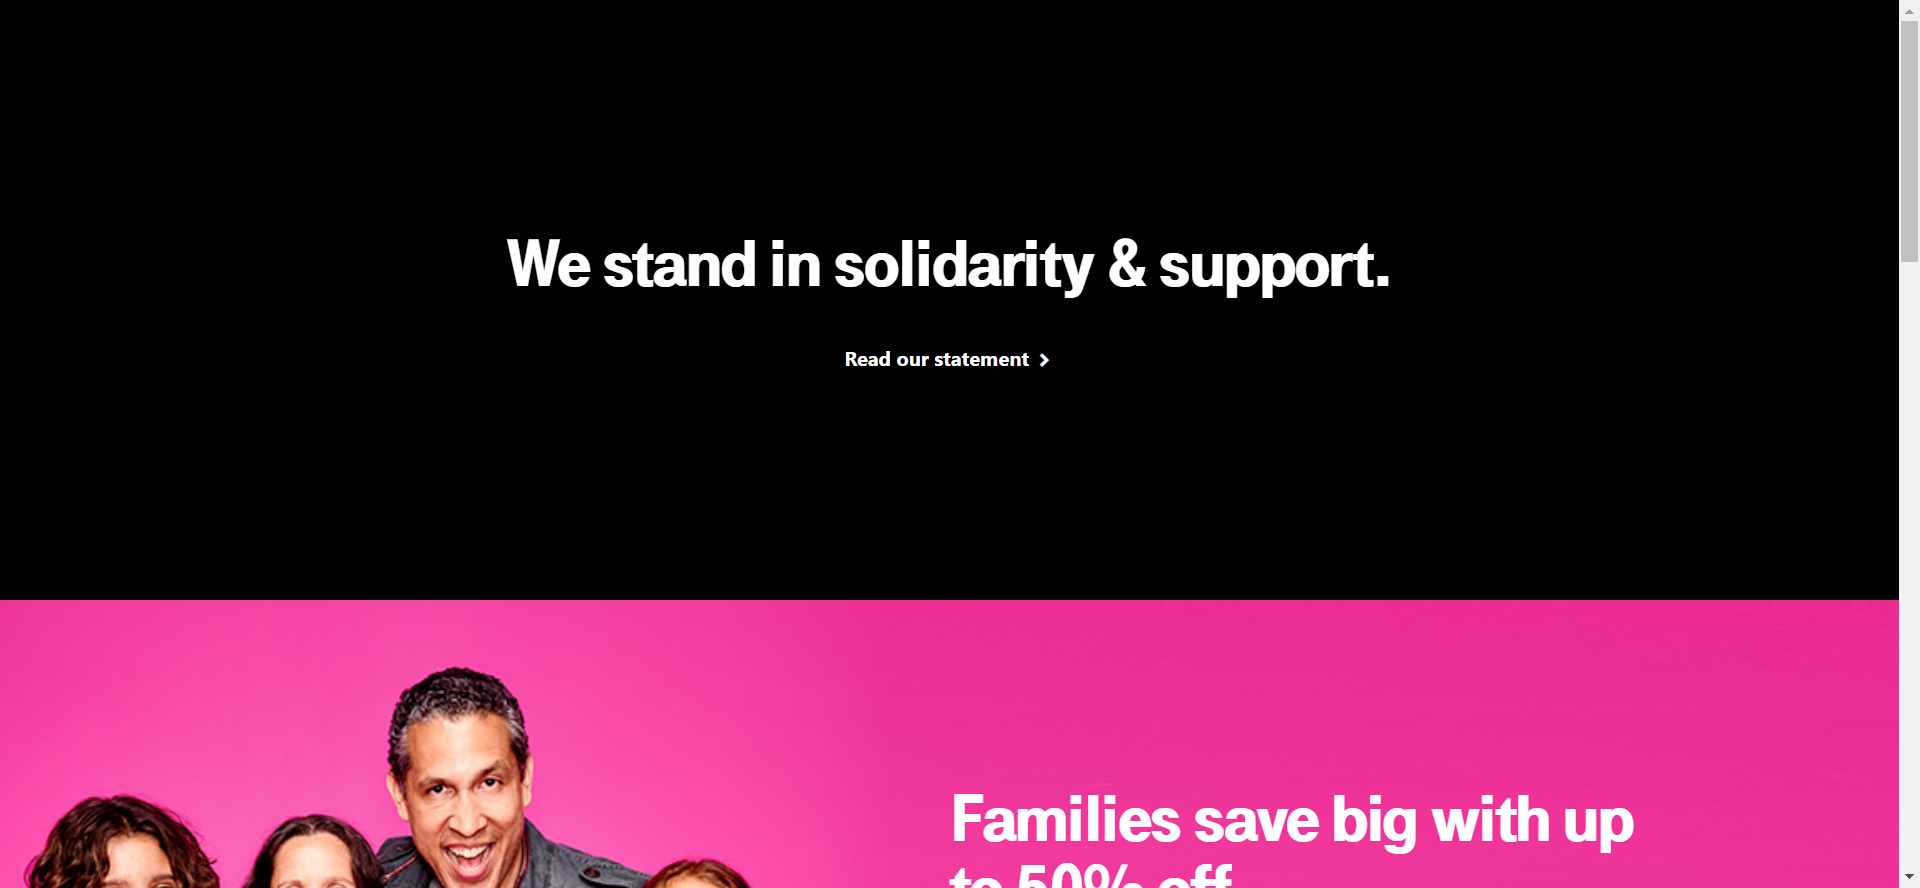 We stand in solidarity & support.
Read our statement
Families save big with up
to 50% off